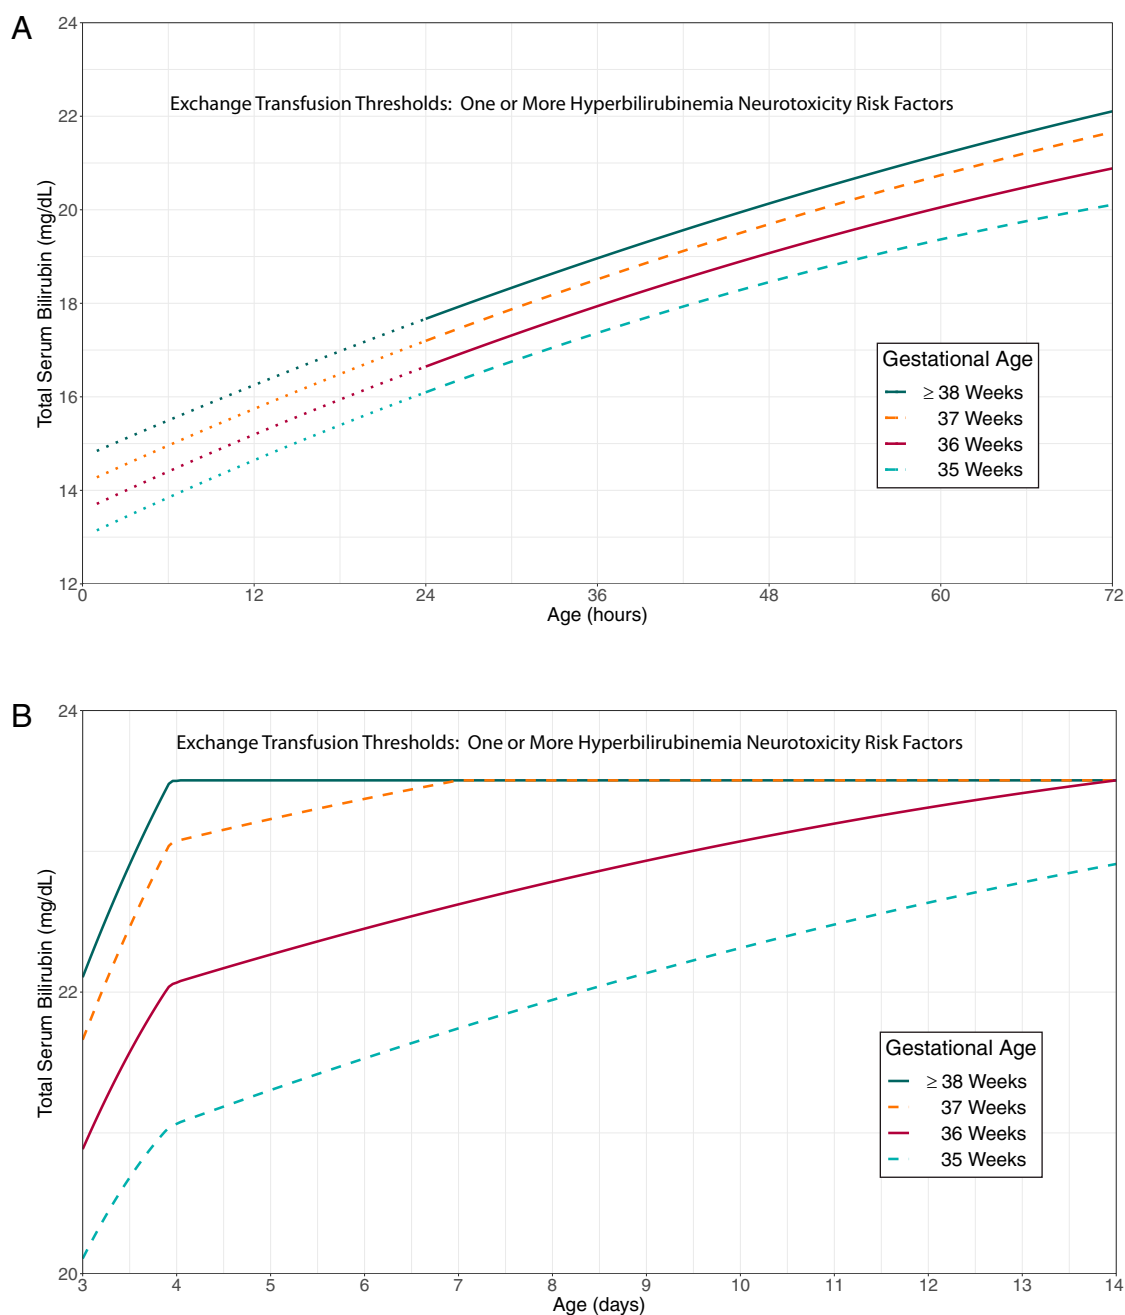 A
Exchange Transfusion Thresholds: One or More Hyperbilirubinemia Neurotoxicity Risk Factors
Total Serum Bilirubin (mg/dL)
24
22
20
18
16
14
12
Gestational Age
≥ 38 Weeks
37 Weeks
36 Weeks
35 Weeks
0 12 24 36 48 60 72
Age (hours)
B
Exchange Transfusion Thresholds: One or More Hyperbilirubinemia Neurotoxicity Risk Factors
Total Serum Bilirubin (mg/dL)
24
22
20
Gestational Age
≥ 38 Weeks
37 Weeks
36 Weeks
35 Weeks
3 4 5 6 7 8 9 10 11 12 13 14
Age (days)